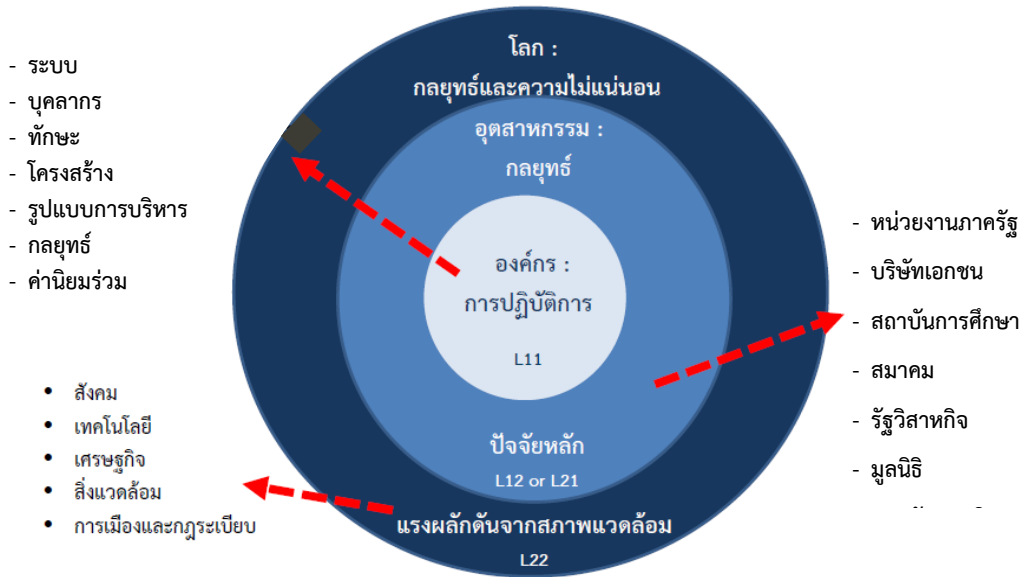 โลก :
กลยุทธ์และความไม่แน่นอน
อุตสาหกรรม :
กลยุทธ์
องค์กร :
การปฏิบัติการ
L11
ปัจจัยหลัก
L12 or L21
แรงผลักดันจากสภาพแวดล้อม
L22
- ระบบ
- บุคลากร
- ทักษะ
- โครงสร้าง
- รูปแบบการบริหาร
- กลยุทธ์
- ค่านิยมร่วม
• สังคม
• เทคโนโลยี
• เศรษฐกิจ
• สิ่งแวดล้อม
• การเมืองและกฎระเบียบ
- หน่วยงานภาครัฐ
- บริษัทเอกชน
- สถาบันการศึกษา
- สมาคม
- รัฐวิสาหกิจ
- มูลนิธิ